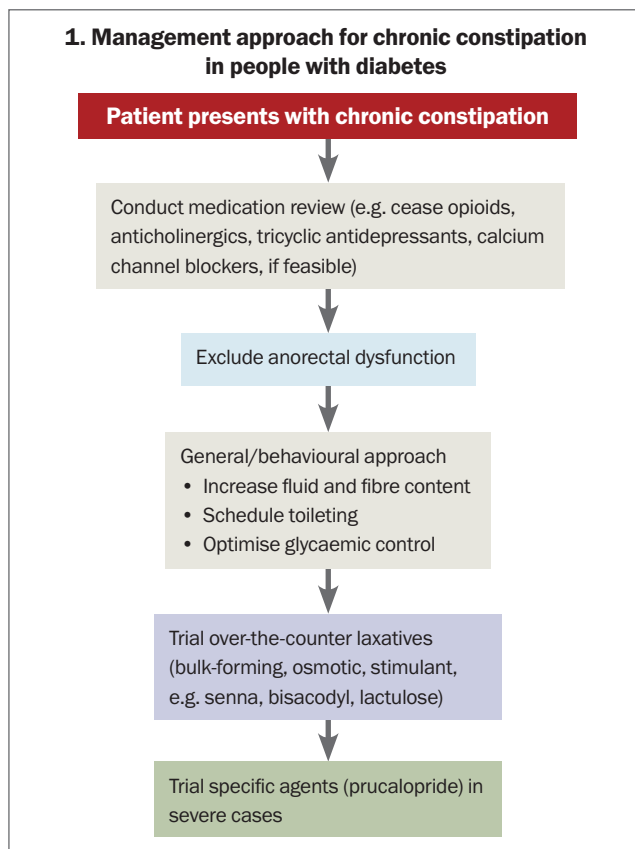 1. Management approach for chronic constipation
in people with diabetes
Patient presents with chronic constipation
Conduct medication review (e.g. cease opioids,
anticholinergics, tricyclic antidepressants, calcium
channel blockers, if feasible)
Exclude anorectal dysfunction
General/behavioural approach
• Increase fluid and fibre content
• Schedule toileting
• Optimise glycaemic control
Trial over-the-counter laxatives
(bulk-forming, osmotic, stimulant,
e.g. senna, bisacodyl, lactulose)
Trial specific agents (prucalopride) in
severe cases